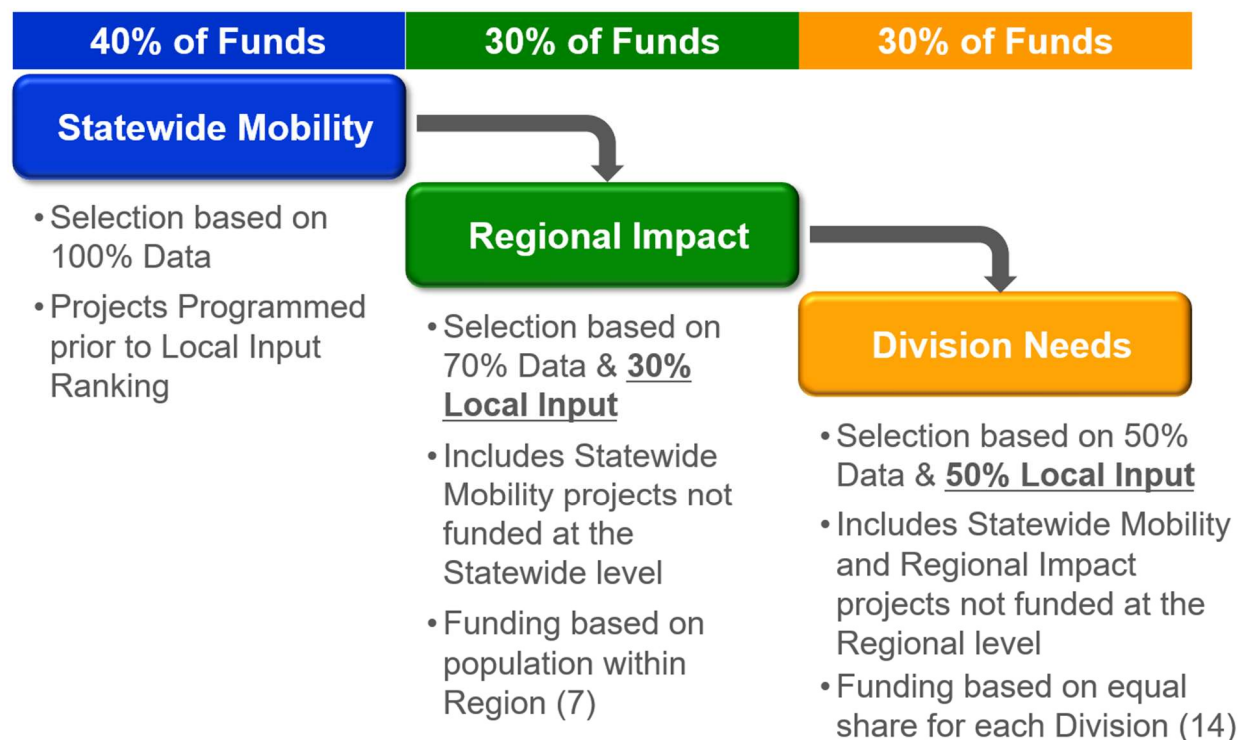 40% of Funds
30% of Funds
30% of Funds
Statewide Mobility
• Selection based on
100% Data
• Projects Programmed
prior to Local Input
Ranking
Regional Impact
• Selection based on
70% Data & 30%
Local Input
• Includes Statewide
Mobility projects not
funded at the
Statewide level
• Funding based on
population within
Region (7)
Division Needs
• Selection based on 50%
Data & 50% Local Input
• Includes Statewide Mobility
and Regional Impact
projects not funded at the
Regional level
• Funding based on equal
share for each Division (14)